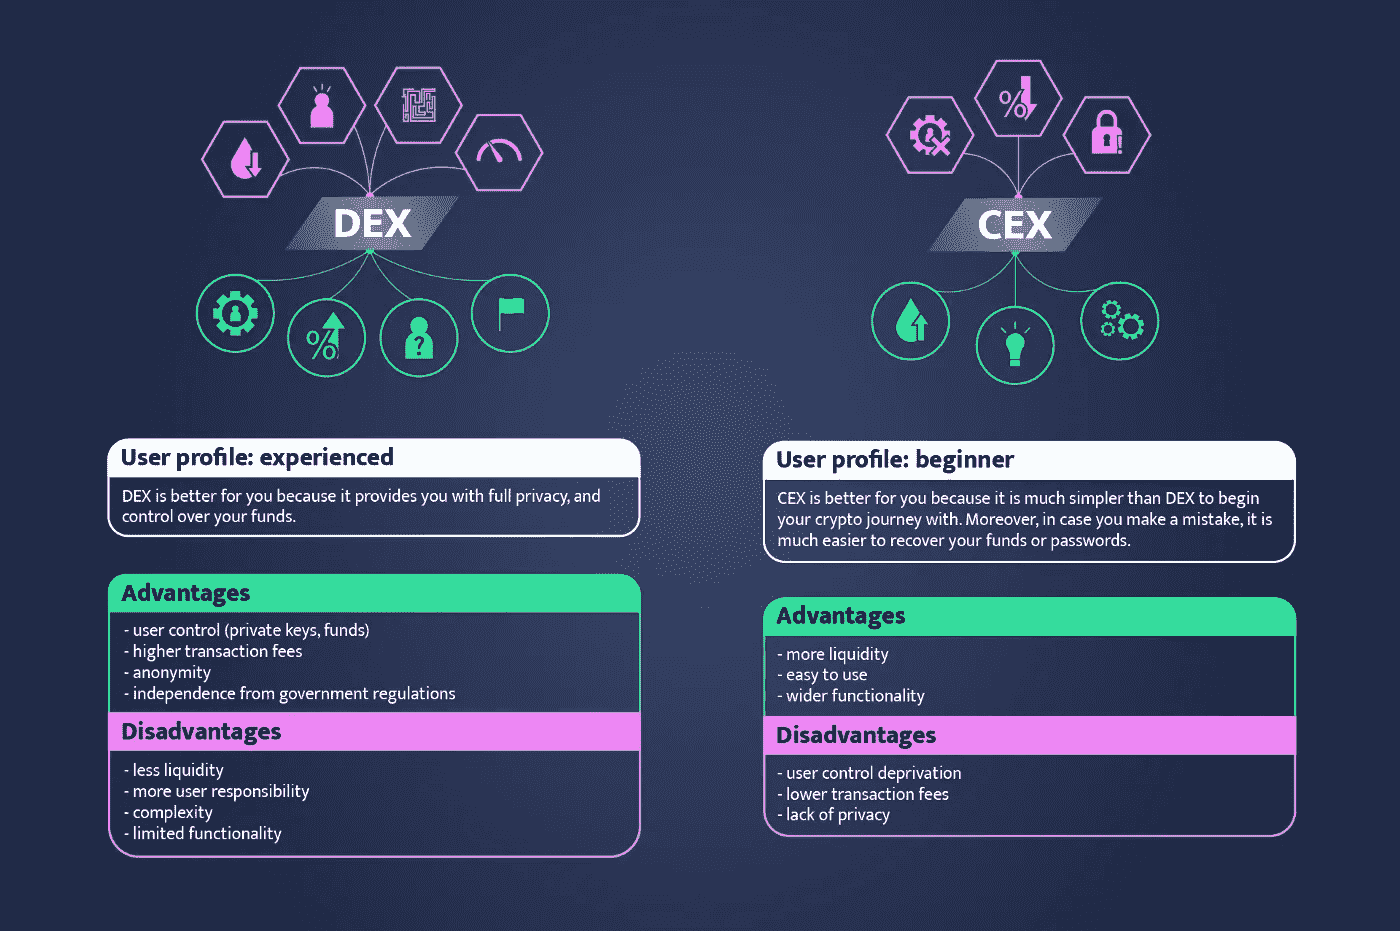 DEX
%
?
User profile: experienced
DEX is better for you because it provides you with full privacy, and
control over your funds.
Advantages
- user control (private keys, funds)
- higher transaction fees
- anonymity
- independence from government regulations
Disadvantages
- less liquidity
- more user responsibility
- complexity
- limited functionality
%
!
CEX
User profile: beginner
CEX is better for you because it is much simpler than DEX to begin
your crypto journey with. Moreover, in case you make a mistake, it is
much easier to recover your funds or passwords.
Advantages
- more liquidity
- easy to use
- wider functionality
Disadvantages
- user control deprivation
- lower transaction fees
- lack of privacy